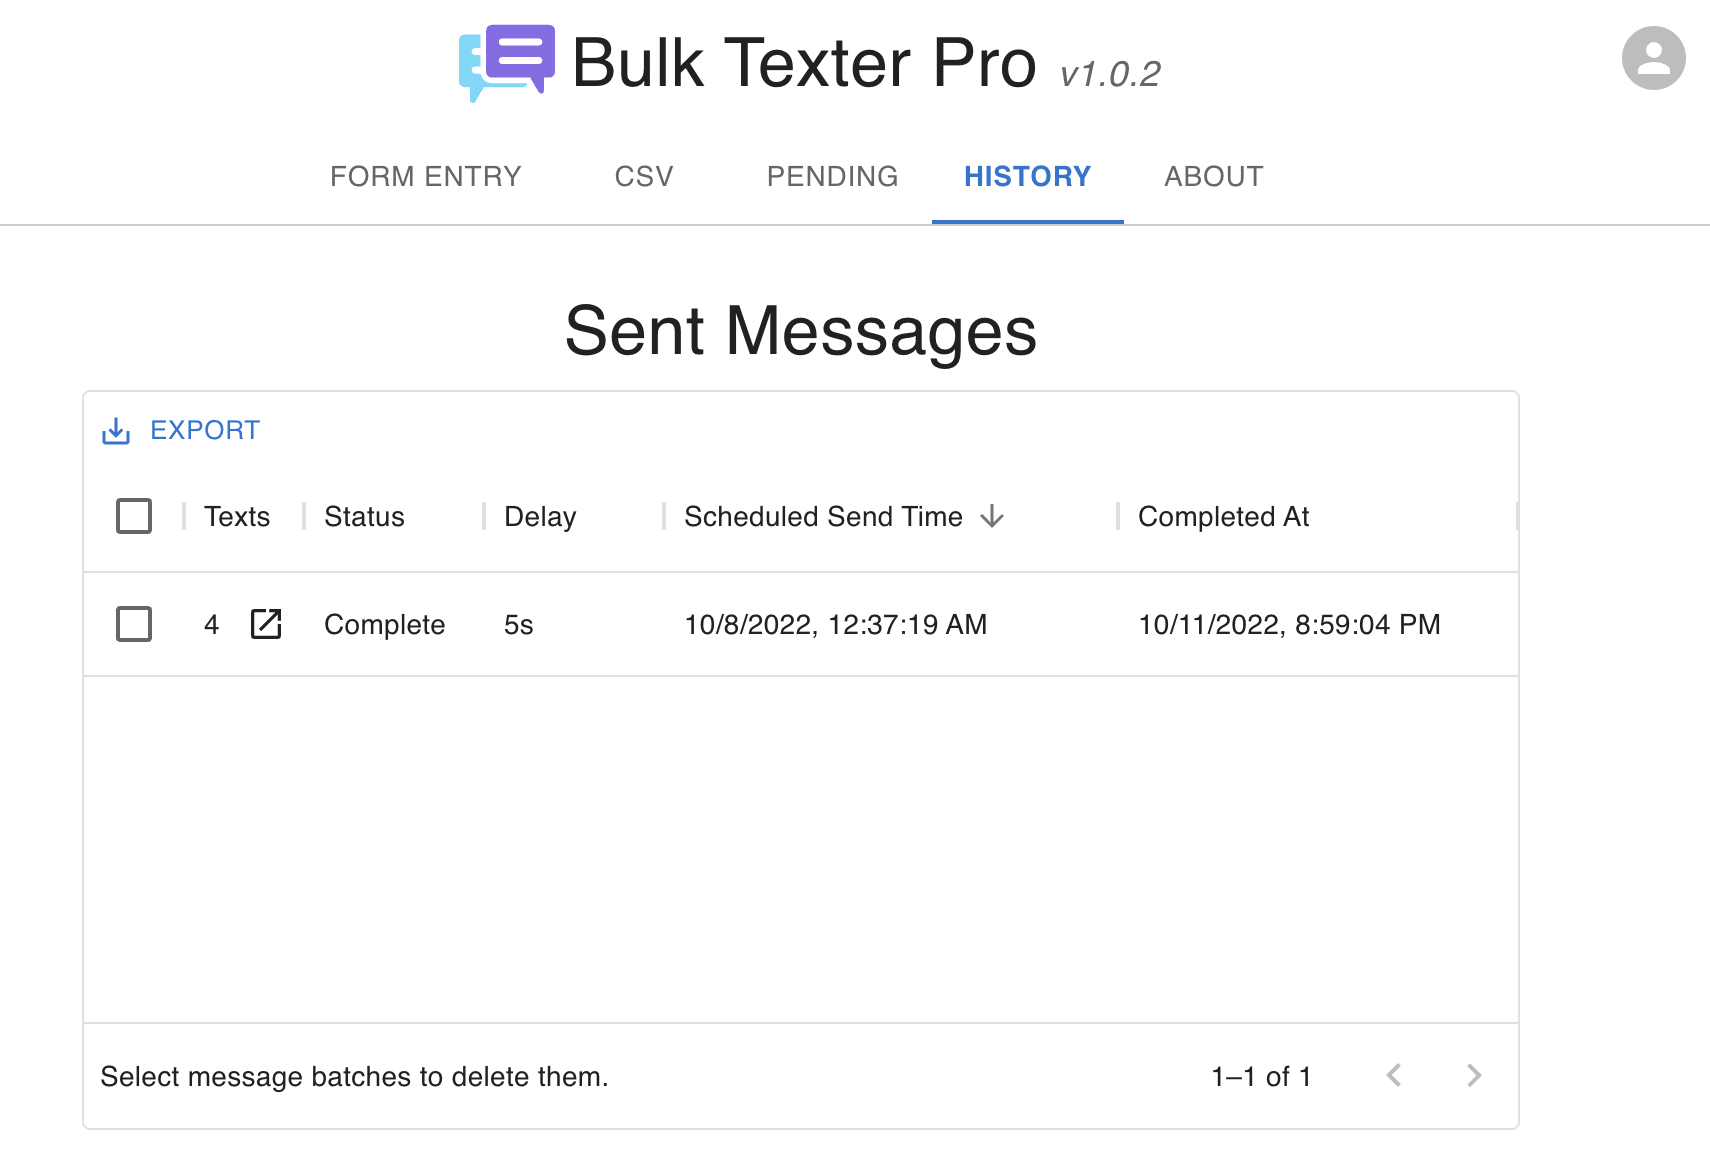 Bulk Texter Pro v1.0.2
FORM ENTRY CSV PENDING HISTORY ABOUT
Sent Messages
EXPORT
Texts Status Delay Scheduled Send Time Completed At
4 Complete 5s 10/8/2022, 12:37:19 AM 10/11/2022, 8:59:04 PM
Select message batches to delete them. 1–1 of 1